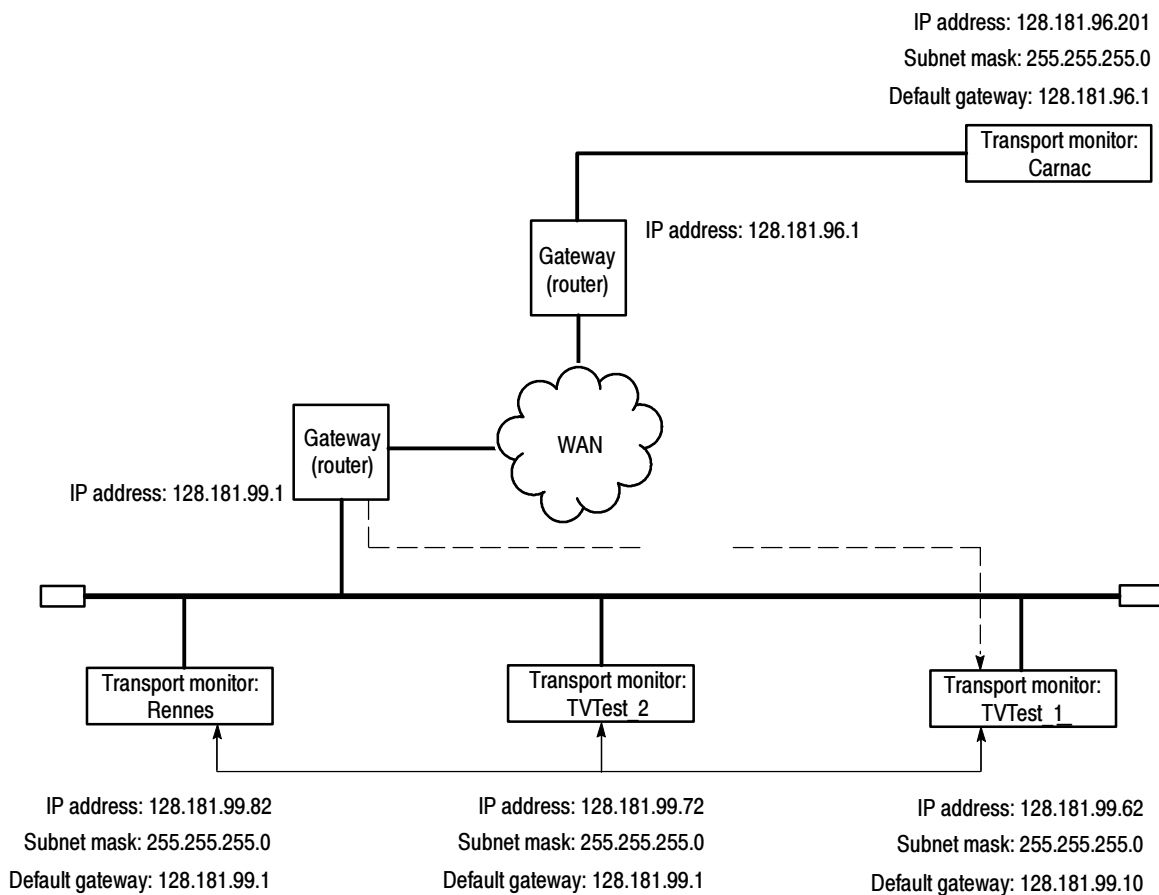 IP address: 128.181.96.201
Subnet mask: 255.255.255.0
Default gateway: 128.181.96.1
Transport monitor:
Carnac
IP address: 128.181.96.1
Gateway
(router)
WAN
Gateway
(router)
IP address: 128.181.99.1
Transport monitor:
Rennes
Transport monitor:
TVTest_2
Transport monitor:
TVTest_1
IP address: 128.181.99.82
Subnet mask: 255.255.255.0
Default gateway: 128.181.99.1
IP address: 128.181.99.72
Subnet mask: 255.255.255.0
Default gateway: 128.181.99.1
IP address: 128.181.99.62
Subnet mask: 255.255.255.0
Default gateway: 128.181.99.10